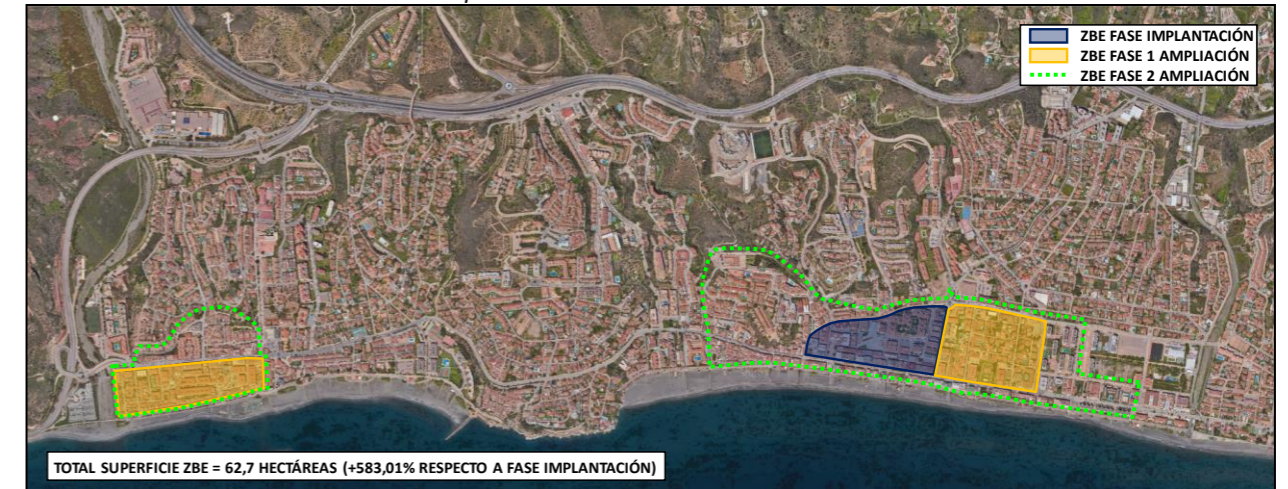 ZBE FASE IMPLANTACIÓN
ZBE FASE 1 AMPLIACIÓN
ZBE FASE 2 AMPLIACIÓN
TOTAL SUPERFICIE ZBE = 62,7 HECTÁREAS (+583,01% RESPECTO A FASE IMPLANTACIÓN)